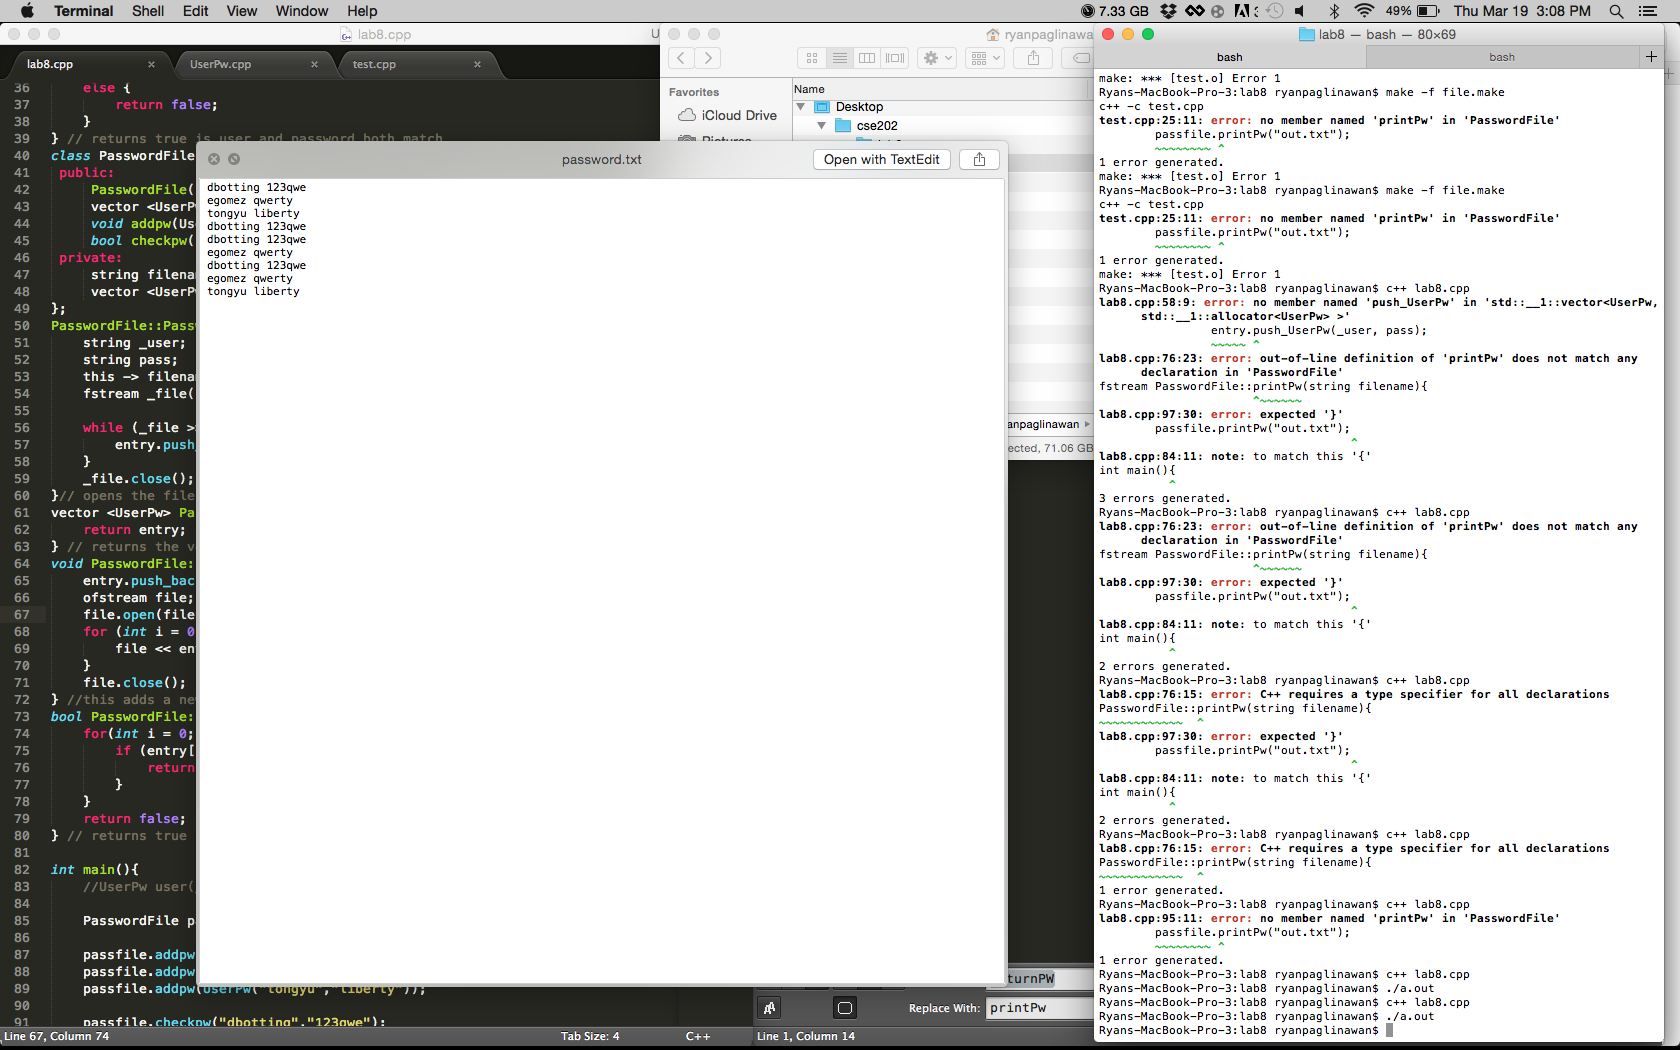 Terminal Shell Edit View Window Help 7.33 GB 49% Thu Mar 19 3:08 PM
lab8.cpp
lab8.cpp UserPw.cpp test.cpp
36 else {
37 return false;
38 }
39 } // returns true is user and password both match
40 class PasswordFile
41 public:
42 PasswordFile(
43 vector <UserP
44 void addpw(Us
45 bool checkpw(
46 private:
47 string filena
48 vector <UserP
49 };
50 PasswordFile::Pass
51 string _user;
52 string pass;
53 this -> filena
54 fstream _file(
55
56 while (_file >
57 entry.push
58 }
59 _file.close();
60 }// opens the file
61 vector <UserPw> Pa
62 return entry;
63 } // returns the v
64 void PasswordFile:
65 entry.push_bac
66 ofstream file;
67 file.open(file
68 for (int i = 0
69 file << en
70 }
71 file.close();
72 } //this adds a ne
73 bool PasswordFile:
74 for(int i = 0;
75 if (entry[
76 return
77 }
78 }
79 return false;
80 } // returns true
81
82 int main(){
83 //UserPw user(
84
85 PasswordFile p
86
87 passfile.addpw
88 passfile.addpw
89 passfile.addpw(UserPw("tongyu","liberty"));
90
91 passfile.checkpw("dbotting","123qwe");
Line 67, Column 74 Tab Size: 4 C++
password.txt
Open with TextEdit
dbotting 123qwe
egomez qwerty
tongyu liberty
dbotting 123qwe
dbotting 123qwe
egomez qwerty
dbotting 123qwe
egomez qwerty
tongyu liberty
ryanpaglinawa
Favorites
iCloud Drive
Pictures
Name
Desktop
cse202
anpaglinawan
ected, 71.06 GB
turnPW
Replace With: printPw
Line 1, Column 14
lab8 — bash — 80×69
bash bash
make: *** [test.o] Error 1
Ryans-MacBook-Pro-3:lab8 ryanpaglinawan$ make -f file.make
c++ -c test.cpp
test.cpp:25:11: error: no member named 'printPw' in 'PasswordFile'
passfile.printPw("out.txt");
~~~~~~~~ ^
1 error generated.
make: *** [test.o] Error 1
Ryans-MacBook-Pro-3:lab8 ryanpaglinawan$ make -f file.make
c++ -c test.cpp
test.cpp:25:11: error: no member named 'printPw' in 'PasswordFile'
passfile.printPw("out.txt");
~~~~~~~~ ^
1 error generated.
make: *** [test.o] Error 1
Ryans-MacBook-Pro-3:lab8 ryanpaglinawan$ c++ lab8.cpp
lab8.cpp:58:9: error: no member named 'push_UserPw' in 'std::__1::vector<UserPw,
std::__1::allocator<UserPw> >'
entry.push_UserPw(_user, pass);
~~~~~ ^
lab8.cpp:76:23: error: out-of-line definition of 'printPw' does not match any
declaration in 'PasswordFile'
fstream PasswordFile::printPw(string filename){
^~~~~~~
lab8.cpp:97:30: error: expected '}'
passfile.printPw("out.txt");
^
lab8.cpp:84:11: note: to match this '{'
int main(){
^
3 errors generated.
Ryans-MacBook-Pro-3:lab8 ryanpaglinawan$ c++ lab8.cpp
lab8.cpp:76:23: error: out-of-line definition of 'printPw' does not match any
declaration in 'PasswordFile'
fstream PasswordFile::printPw(string filename){
^~~~~~~
lab8.cpp:97:30: error: expected '}'
passfile.printPw("out.txt");
^
lab8.cpp:84:11: note: to match this '{'
int main(){
^
2 errors generated.
Ryans-MacBook-Pro-3:lab8 ryanpaglinawan$ c++ lab8.cpp
lab8.cpp:76:15: error: C++ requires a type specifier for all declarations
PasswordFile::printPw(string filename){
~~~~~~~~~~~~ ^
lab8.cpp:97:30: error: expected '}'
passfile.printPw("out.txt");
^
lab8.cpp:84:11: note: to match this '{'
int main(){
^
2 errors generated.
Ryans-MacBook-Pro-3:lab8 ryanpaglinawan$ c++ lab8.cpp
lab8.cpp:76:15: error: C++ requires a type specifier for all declarations
PasswordFile::printPw(string filename){
~~~~~~~~~~~~ ^
1 error generated.
Ryans-MacBook-Pro-3:lab8 ryanpaglinawan$ c++ lab8.cpp
lab8.cpp:95:11: error: no member named 'printPw' in 'PasswordFile'
passfile.printPw("out.txt");
~~~~~~~~ ^
1 error generated.
Ryans-MacBook-Pro-3:lab8 ryanpaglinawan$ c++ lab8.cpp
Ryans-MacBook-Pro-3:lab8 ryanpaglinawan$ ./a.out
Ryans-MacBook-Pro-3:lab8 ryanpaglinawan$ c++ lab8.cpp
Ryans-MacBook-Pro-3:lab8 ryanpaglinawan$ ./a.out
Ryans-MacBook-Pro-3:lab8 ryanpaglinawan$